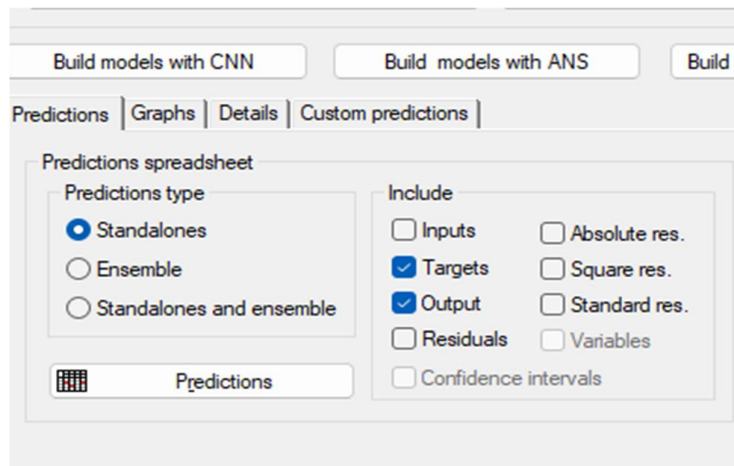 Build models with CNN
Build models with ANS
Build
Predictions
Graphs
Details
Custom predictions
Predictions spreadsheet
Predictions type
Standalones
Ensemble
Standalones and ensemble
Predictions
Include
Inputs
Absolute res.
Targets
Square res.
Output
Standard res.
Residuals
Variables
Confidence intervals